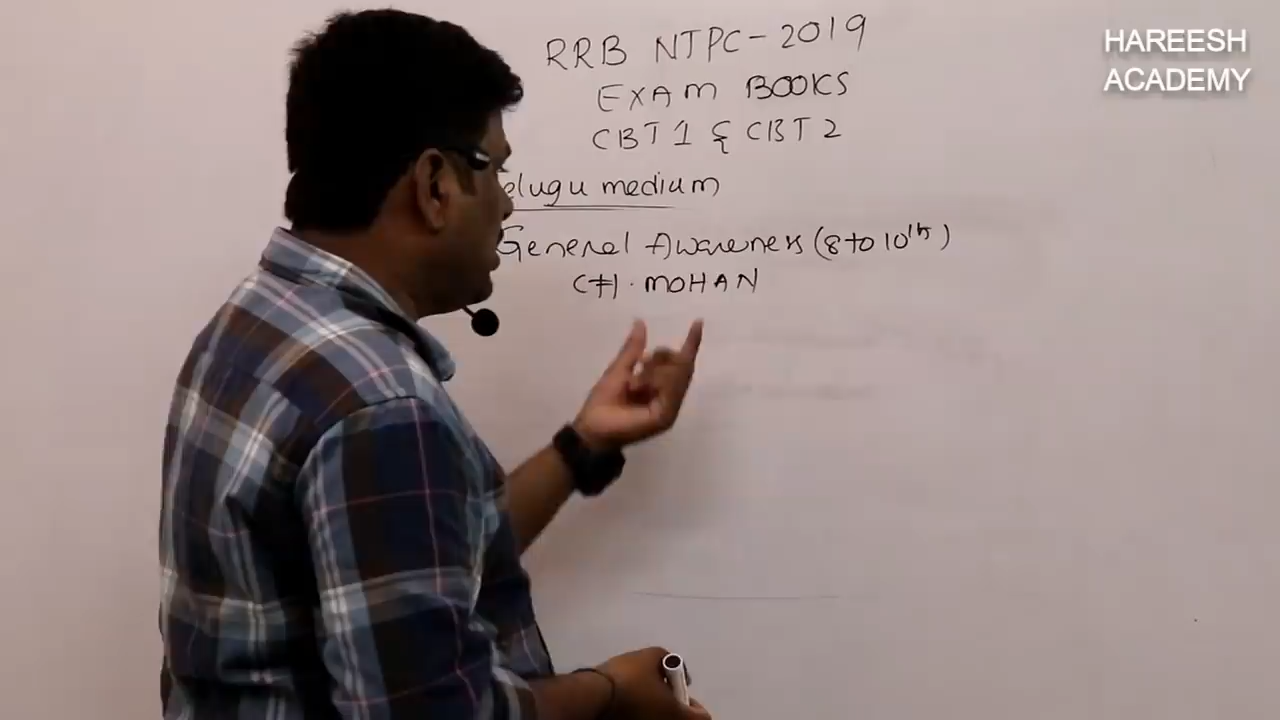 RRB NTPC-2019
EXAM BOOKS
CBT 1 & CBT 2
elugu medium
General Awareness (8 to 10th)
CH. MOHAN
HAREESH
ACADEMY